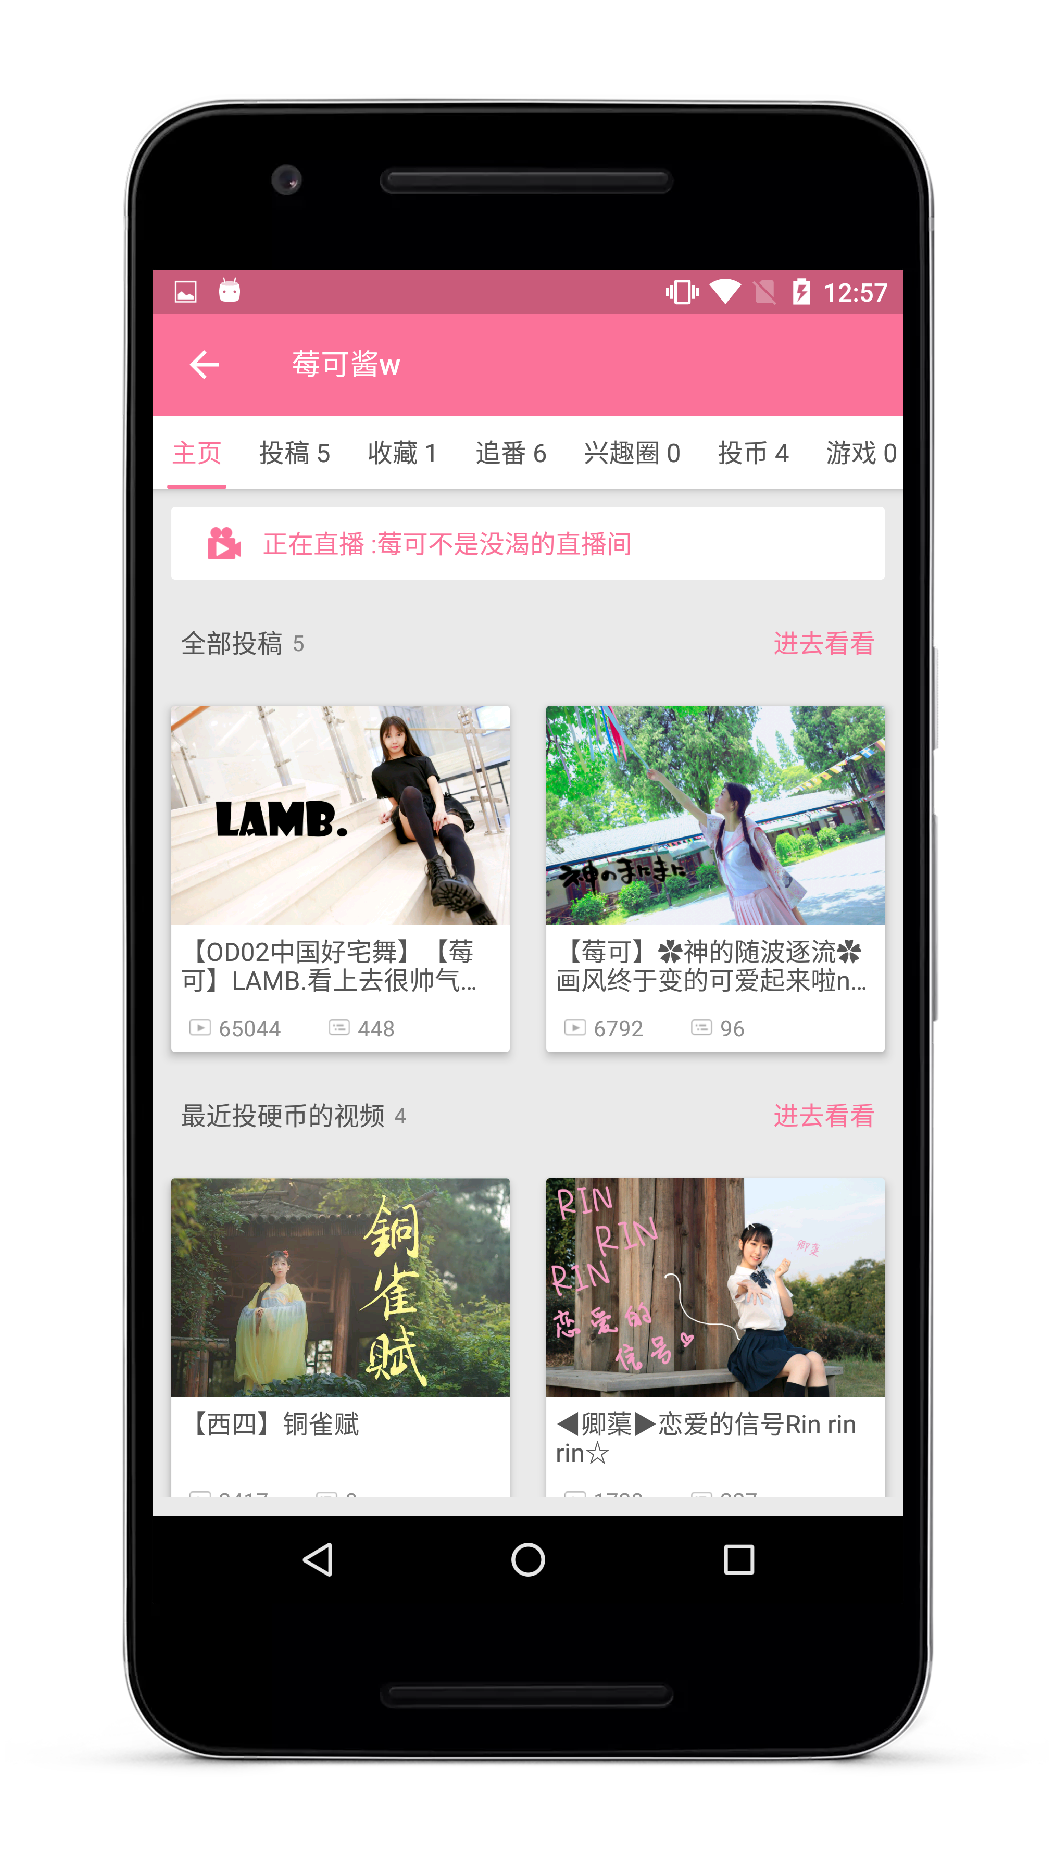 12:57
莓可酱w
主页 投稿 5 收藏 1 追番 6 兴趣圈 0 投币 4 游戏 0
正在直播 :莓可不是没渴的直播间
全部投稿 5 进去看看
LAMB.
神のまにまに
【OD02中国好宅舞】【莓
可】LAMB.看上去很帅气...
65044 448
【莓可】✿神的随波逐流✿
画风终于变的可爱起来啦n...
6792 96
最近投硬币的视频 4 进去看看
銅
雀
賦
RIN
RIN
RIN
恋爱的
信号
卿蕖
【西四】铜雀赋
◀卿蕖▶恋爱的信号Rin rin
rin☆